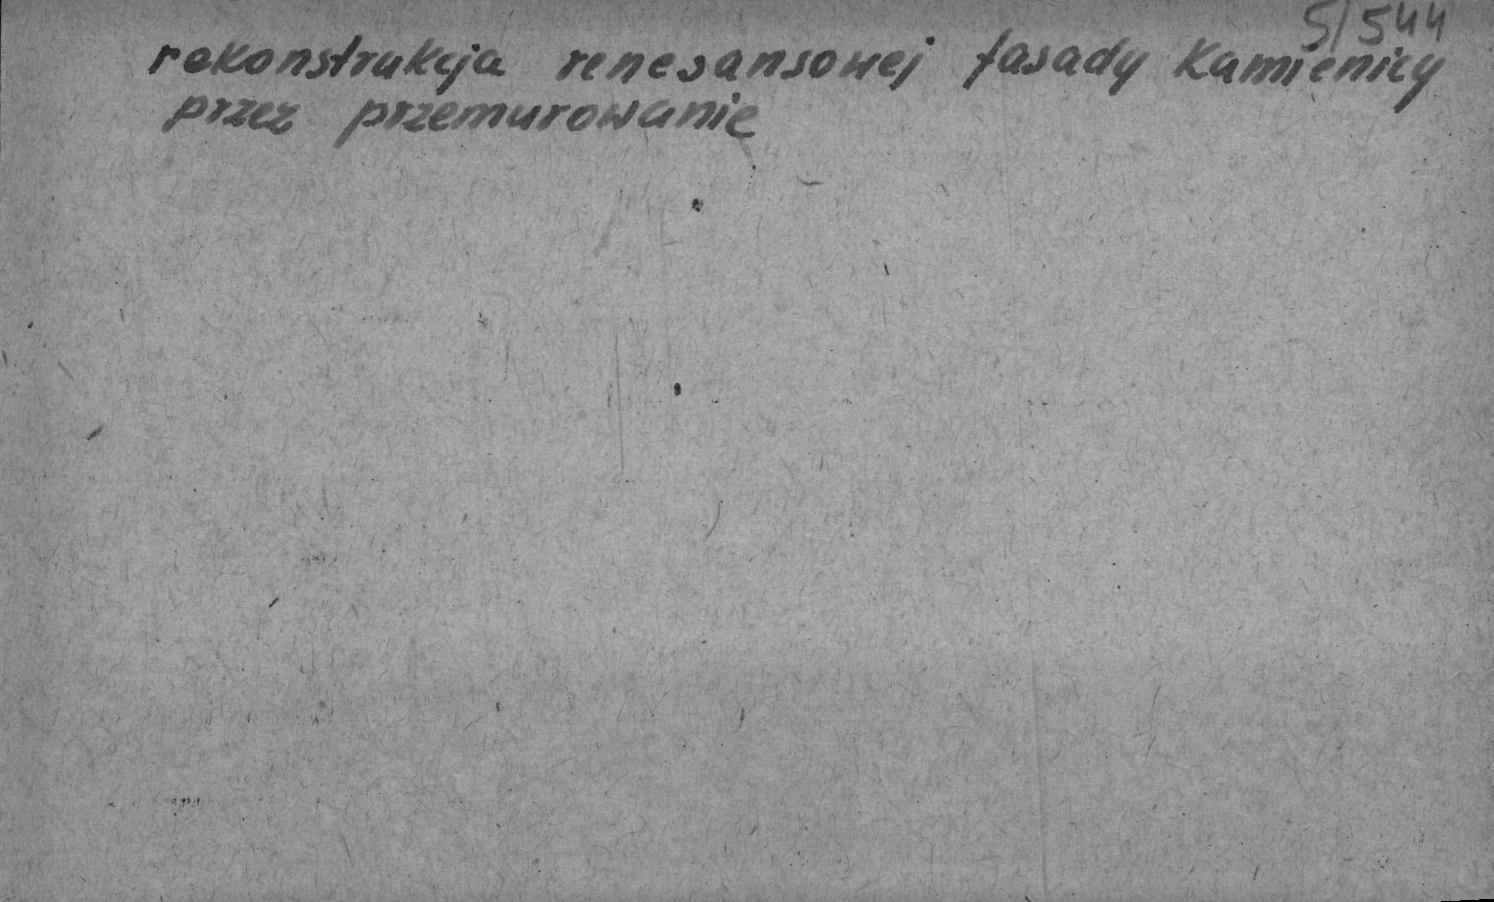 5/544
rekonstrukcja renesansowej fasady Kamienicy
przez przemurowanie